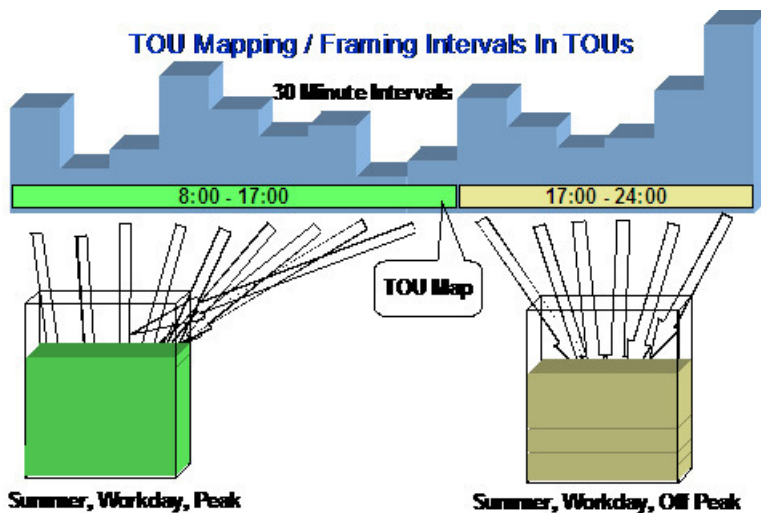 TOU Mapping / Framing Intervals In TOUs
30 Minute Intervals
8:00 - 17:00
17:00 - 24:00
TOU Map
Summer, Workday, Peak
Summer, Workday, Off Peak